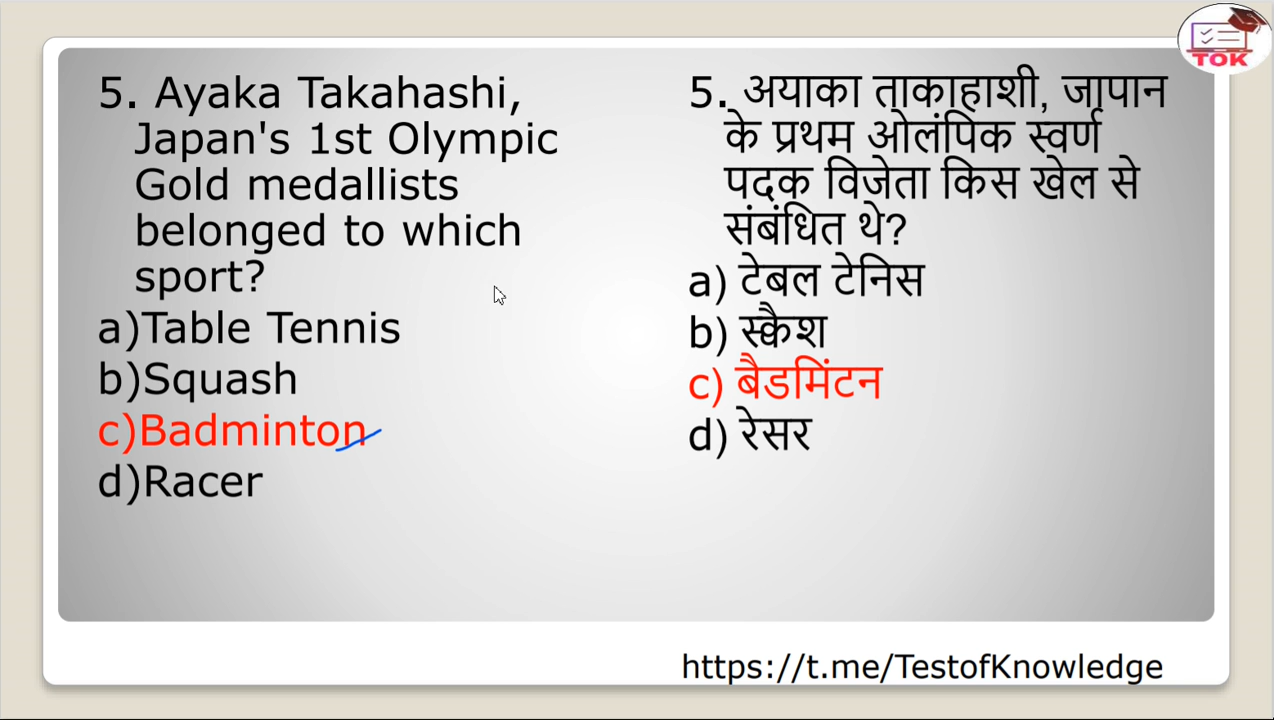 TOK
5. Ayaka Takahashi,
Japan's 1st Olympic
Gold medallists
belonged to which
sport?
a)Table Tennis
b)Squash
c)Badminton
d)Racer
5. अयाका ताकाहाशी, जापान
के प्रथम ओलंपिक स्वर्ण
पदक विजेता किस खेल से
संबंधित थे?
a) टेबल टेनिस
b) स्क्वैश
c) बैडमिंटन
d) रेसर
https://t.me/TestofKnowledge